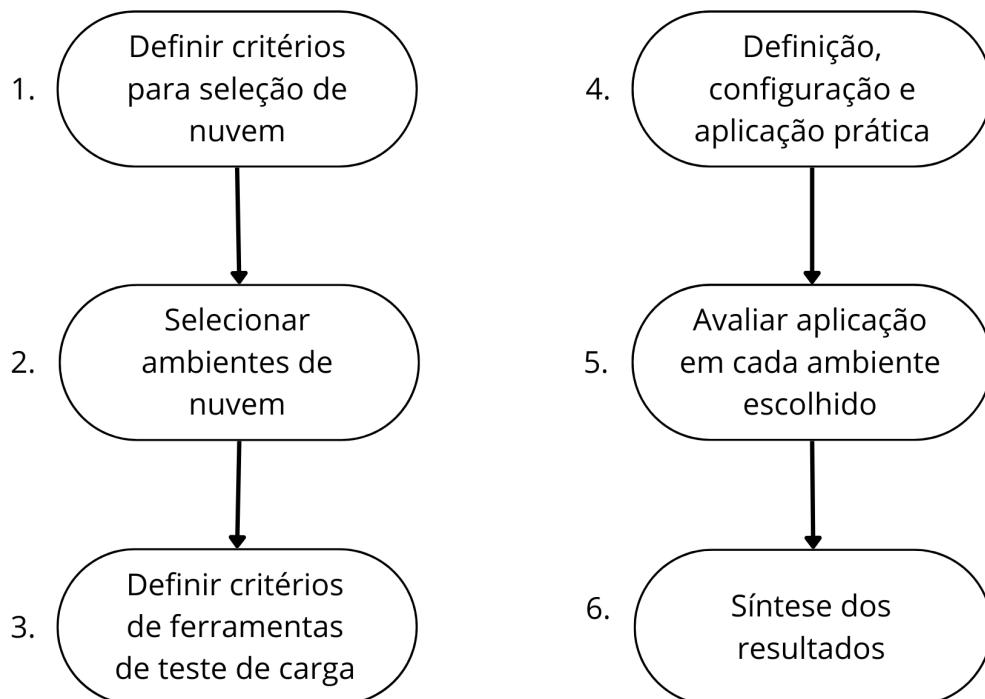 1.
Definir critérios
para seleção de
nuvem
2.
Selecionar
ambientes de
nuvem
3.
Definir critérios
de ferramentas
de teste de carga
4.
Definição,
configuração e
aplicação prática
5.
Avaliar aplicação
em cada ambiente
escolhido
6.
Síntese dos
resultados